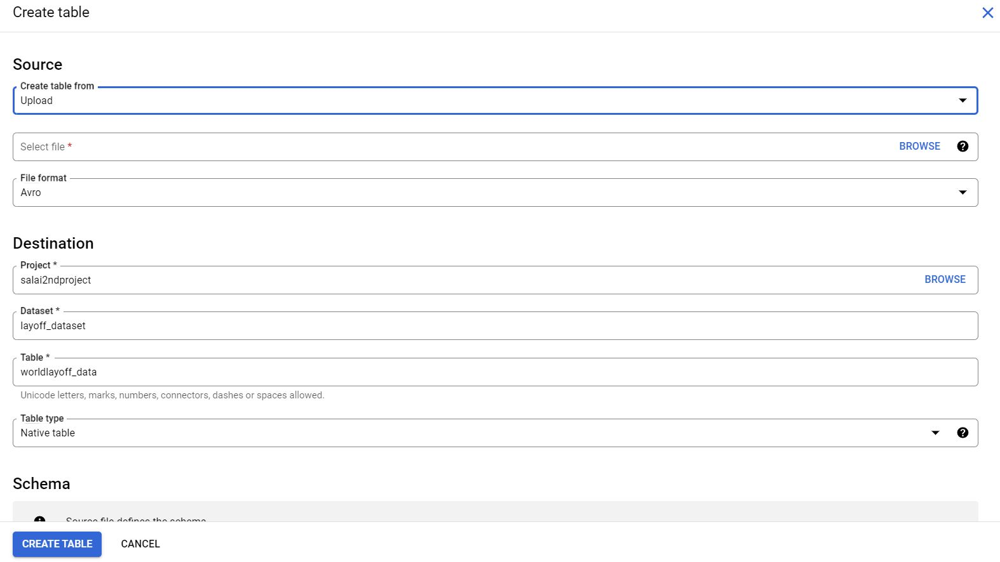 Create table
Source
Create table from
Upload
Select file *
BROWSE
File format
Avro
Destination
Project *
salai2ndproject
BROWSE
Dataset *
layoff_dataset
Table *
worldlayoff_data
Unicode letters, marks, numbers, connectors, dashes or spaces allowed.
Table type
Native table
Schema
Source file defines the schema
CREATE TABLE CANCEL